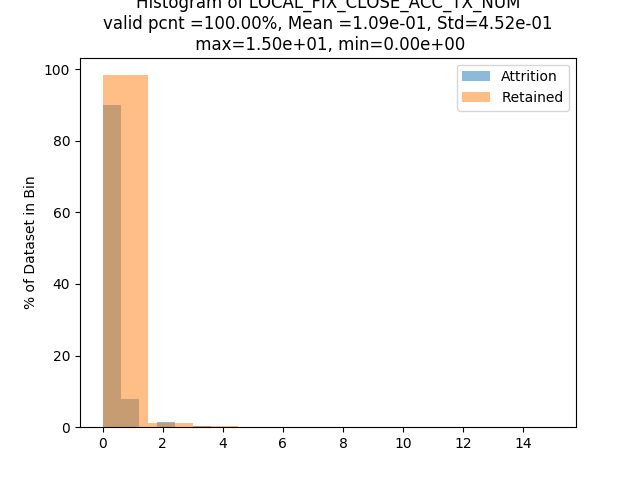 Histogram of LOCAL_FIX_CLOSE_ACC_TX_NUM
valid pcnt =100.00%, Mean =1.09e-01, Std=4.52e-01
max=1.50e+01, min=0.00e+00
Attrition
Retained
% of Dataset in Bin
100
80
60
40
20
0
0 2 4 6 8 10 12 14